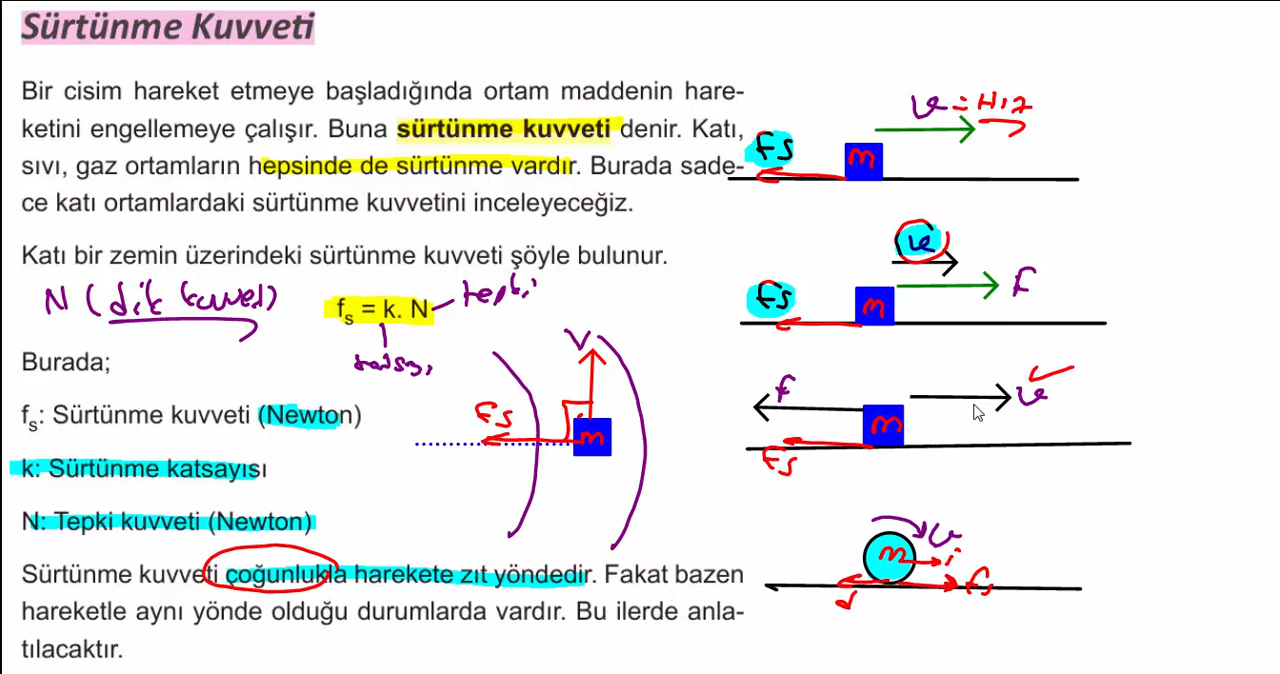 Sürtünme Kuvveti
Bir cisim hareket etmeye başladığında ortam maddenin hare-
ketini engellemeye çalışır. Buna sürtünme kuvveti denir. Katı,
sıvı, gaz ortamların hepsinde de sürtünme vardır. Burada sade-
ce katı ortamlardaki sürtünme kuvvetini inceleyeceğiz.
Katı bir zemin üzerindeki sürtünme kuvveti şöyle bulunur.
N (dik kuvvet)
fs = k. N
tepki
katsayı
Burada;
fs: Sürtünme kuvveti (Newton)
k: Sürtünme katsayısı
N: Tepki kuvveti (Newton)
Sürtünme kuvveti çoğunlukla harekete zıt yöndedir. Fakat bazen
hareketle aynı yönde olduğu durumlarda vardır. Bu ilerde anla-
tılacaktır.
V
Fs
m
V = Hız
Fs
m
V
Fs
m
F
F
m
V
Fs
V
m
i
fs